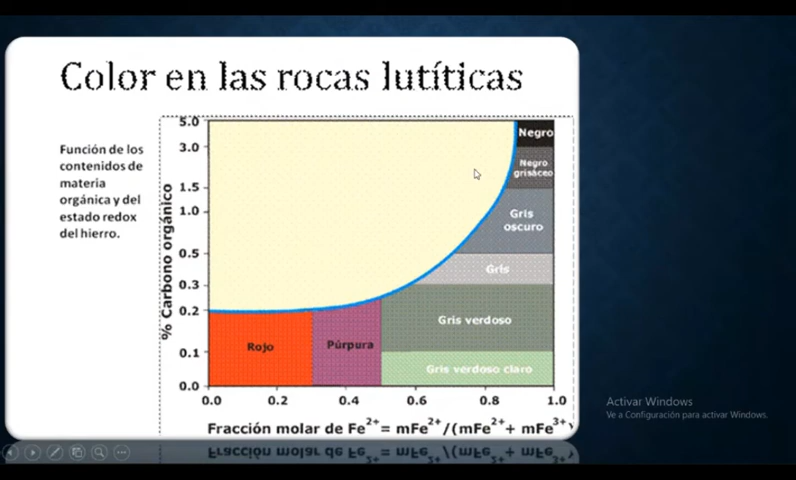 Color en las rocas lutíticas
Función de los
contenidos de
materia
orgánica y del
estado redox
del hierro.
% Carbono orgánico
5.0
3.0
1.5
1.0
0.5
0.3
0.2
0.1
0.0
Negro
Negro
grisáceo
Gris
oscuro
Gris
Gris verdoso
Gris verdoso claro
Rojo
Púrpura
0.0 0.2 0.4 0.6 0.8 1.0
Fracción molar de Fe²⁺= mFe²⁺/(mFe²⁺+ mFe³⁺)
Activar Windows
Ve a Configuración para activar Windows.